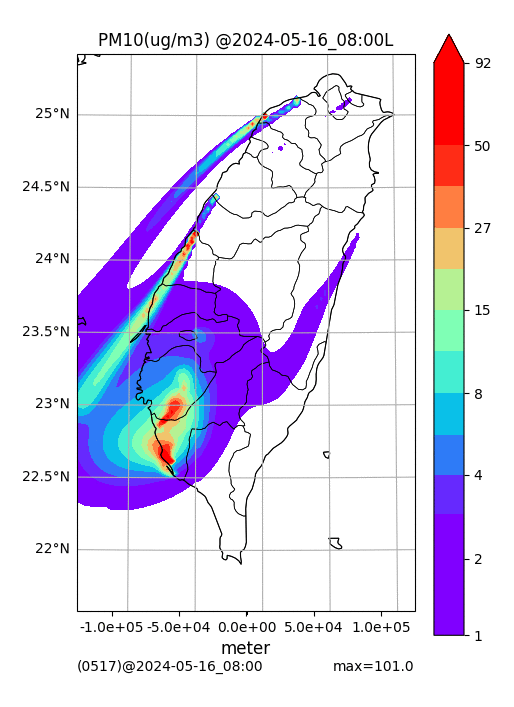 PM10(ug/m3) @2024-05-16_08:00L
25°N
24.5°N
24°N
23.5°N
23°N
22.5°N
22°N
92
50
27
15
8
4
2
1
-1.0e+05 -5.0e+04 0.0e+00 5.0e+04 1.0e+05
meter
(0517)@2024-05-16_08:00 max=101.0